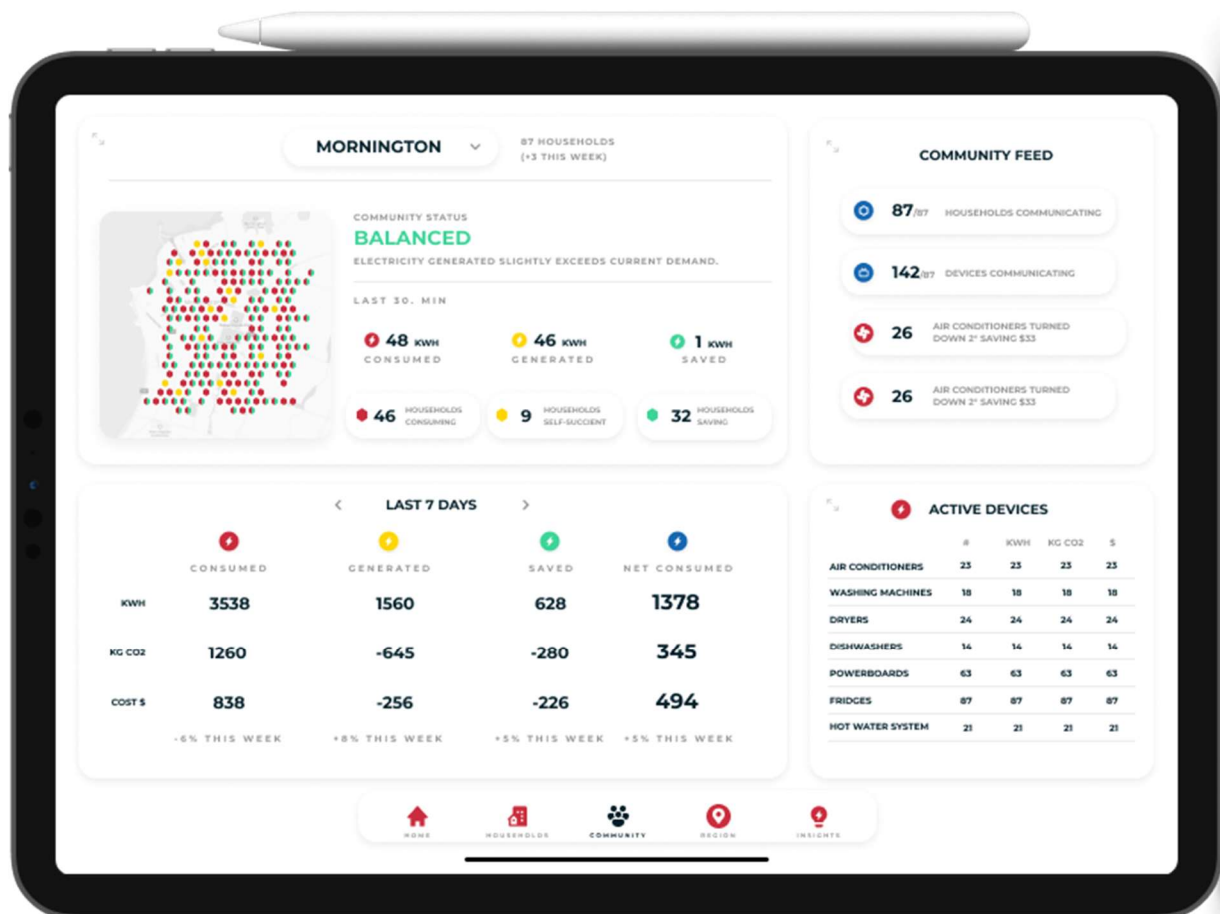 MORNINGTON
87 HOUSEHOLDS
(+3 THIS WEEK)
COMMUNITY STATUS
BALANCED
ELECTRICITY GENERATED SLIGHTLY EXCEEDS CURRENT DEMAND.
LAST 30. MIN
48 KWH
CONSUMED
46 KWH
GENERATED
1 KWH
SAVED
46 HOUSEHOLDS
CONSUMING
9 HOUSEHOLDS
SELF-SUCCIENT
32 HOUSEHOLDS
SAVING
COMMUNITY FEED
87/87 HOUSEHOLDS COMMUNICATING
142/87 DEVICES COMMUNICATING
26 AIR CONDITIONERS TURNED
DOWN 2° SAVING $33
26 AIR CONDITIONERS TURNED
DOWN 2° SAVING $33
LAST 7 DAYS
CONSUMED GENERATED SAVED NET CONSUMED
KWH 3538 1560 628 1378
KG CO2 1260 -645 -280 345
COST $ 838 -256 -226 494
-6% THIS WEEK +8% THIS WEEK +5% THIS WEEK +5% THIS WEEK
ACTIVE DEVICES
# KWH KG CO2 $
AIR CONDITIONERS 23 23 23 23
WASHING MACHINES 18 18 18 18
DRYERS 24 24 24 24
DISHWASHERS 14 14 14 14
POWERBOARDS 63 63 63 63
FRIDGES 87 87 87 87
HOT WATER SYSTEM 21 21 21 21
HOME HOUSEHOLDS COMMUNITY REGION INSIGHTS